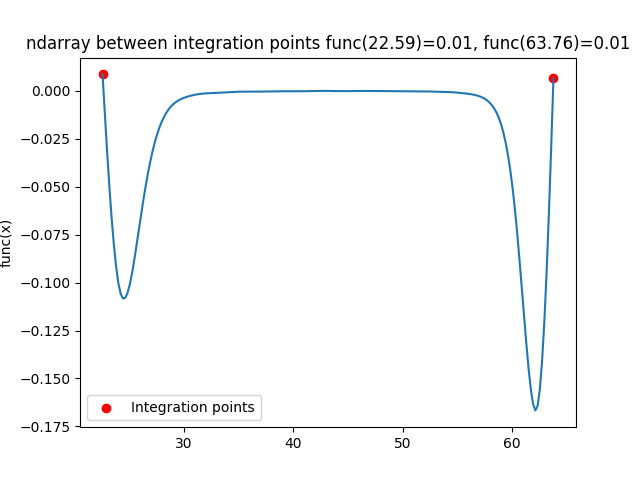 ndarray between integration points func(22.59)=0.01, func(63.76)=0.01
func(x)
0.000
−0.025
−0.050
−0.075
−0.100
−0.125
−0.150
−0.175
Integration points
30 40 50 60